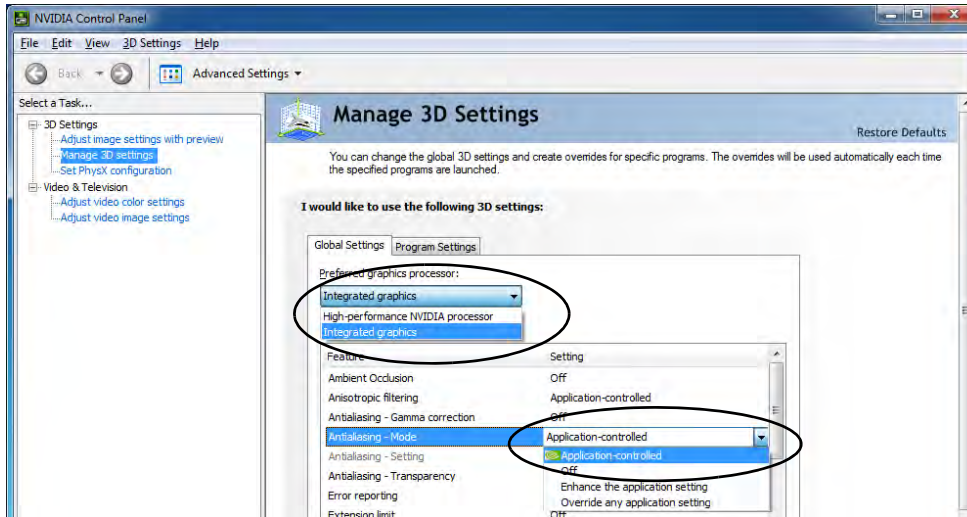 NVIDIA Control Panel
File Edit View 3D Settings Help
Back Advanced Settings
Select a Task...
3D Settings
Adjust image settings with preview
Manage 3D settings
Set PhysX configuration
Video & Television
Adjust video color settings
Adjust video image settings
Manage 3D Settings
Restore Defaults
You can change the global 3D settings and create overrides for specific programs. The overrides will be used automatically each time
the specified programs are launched.
I would like to use the following 3D settings:
Global Settings Program Settings
Preferred graphics processor:
Integrated graphics
High-performance NVIDIA processor
Integrated graphics
Feature Setting
Ambient Occlusion Off
Anisotropic filtering Application-controlled
Antialiasing - Gamma correction Off
Antialiasing - Mode Application-controlled
Antialiasing - Setting Application-controlled
Antialiasing - Transparency Off
Enhance the application setting
Error reporting Override any application setting
Extension limit Off